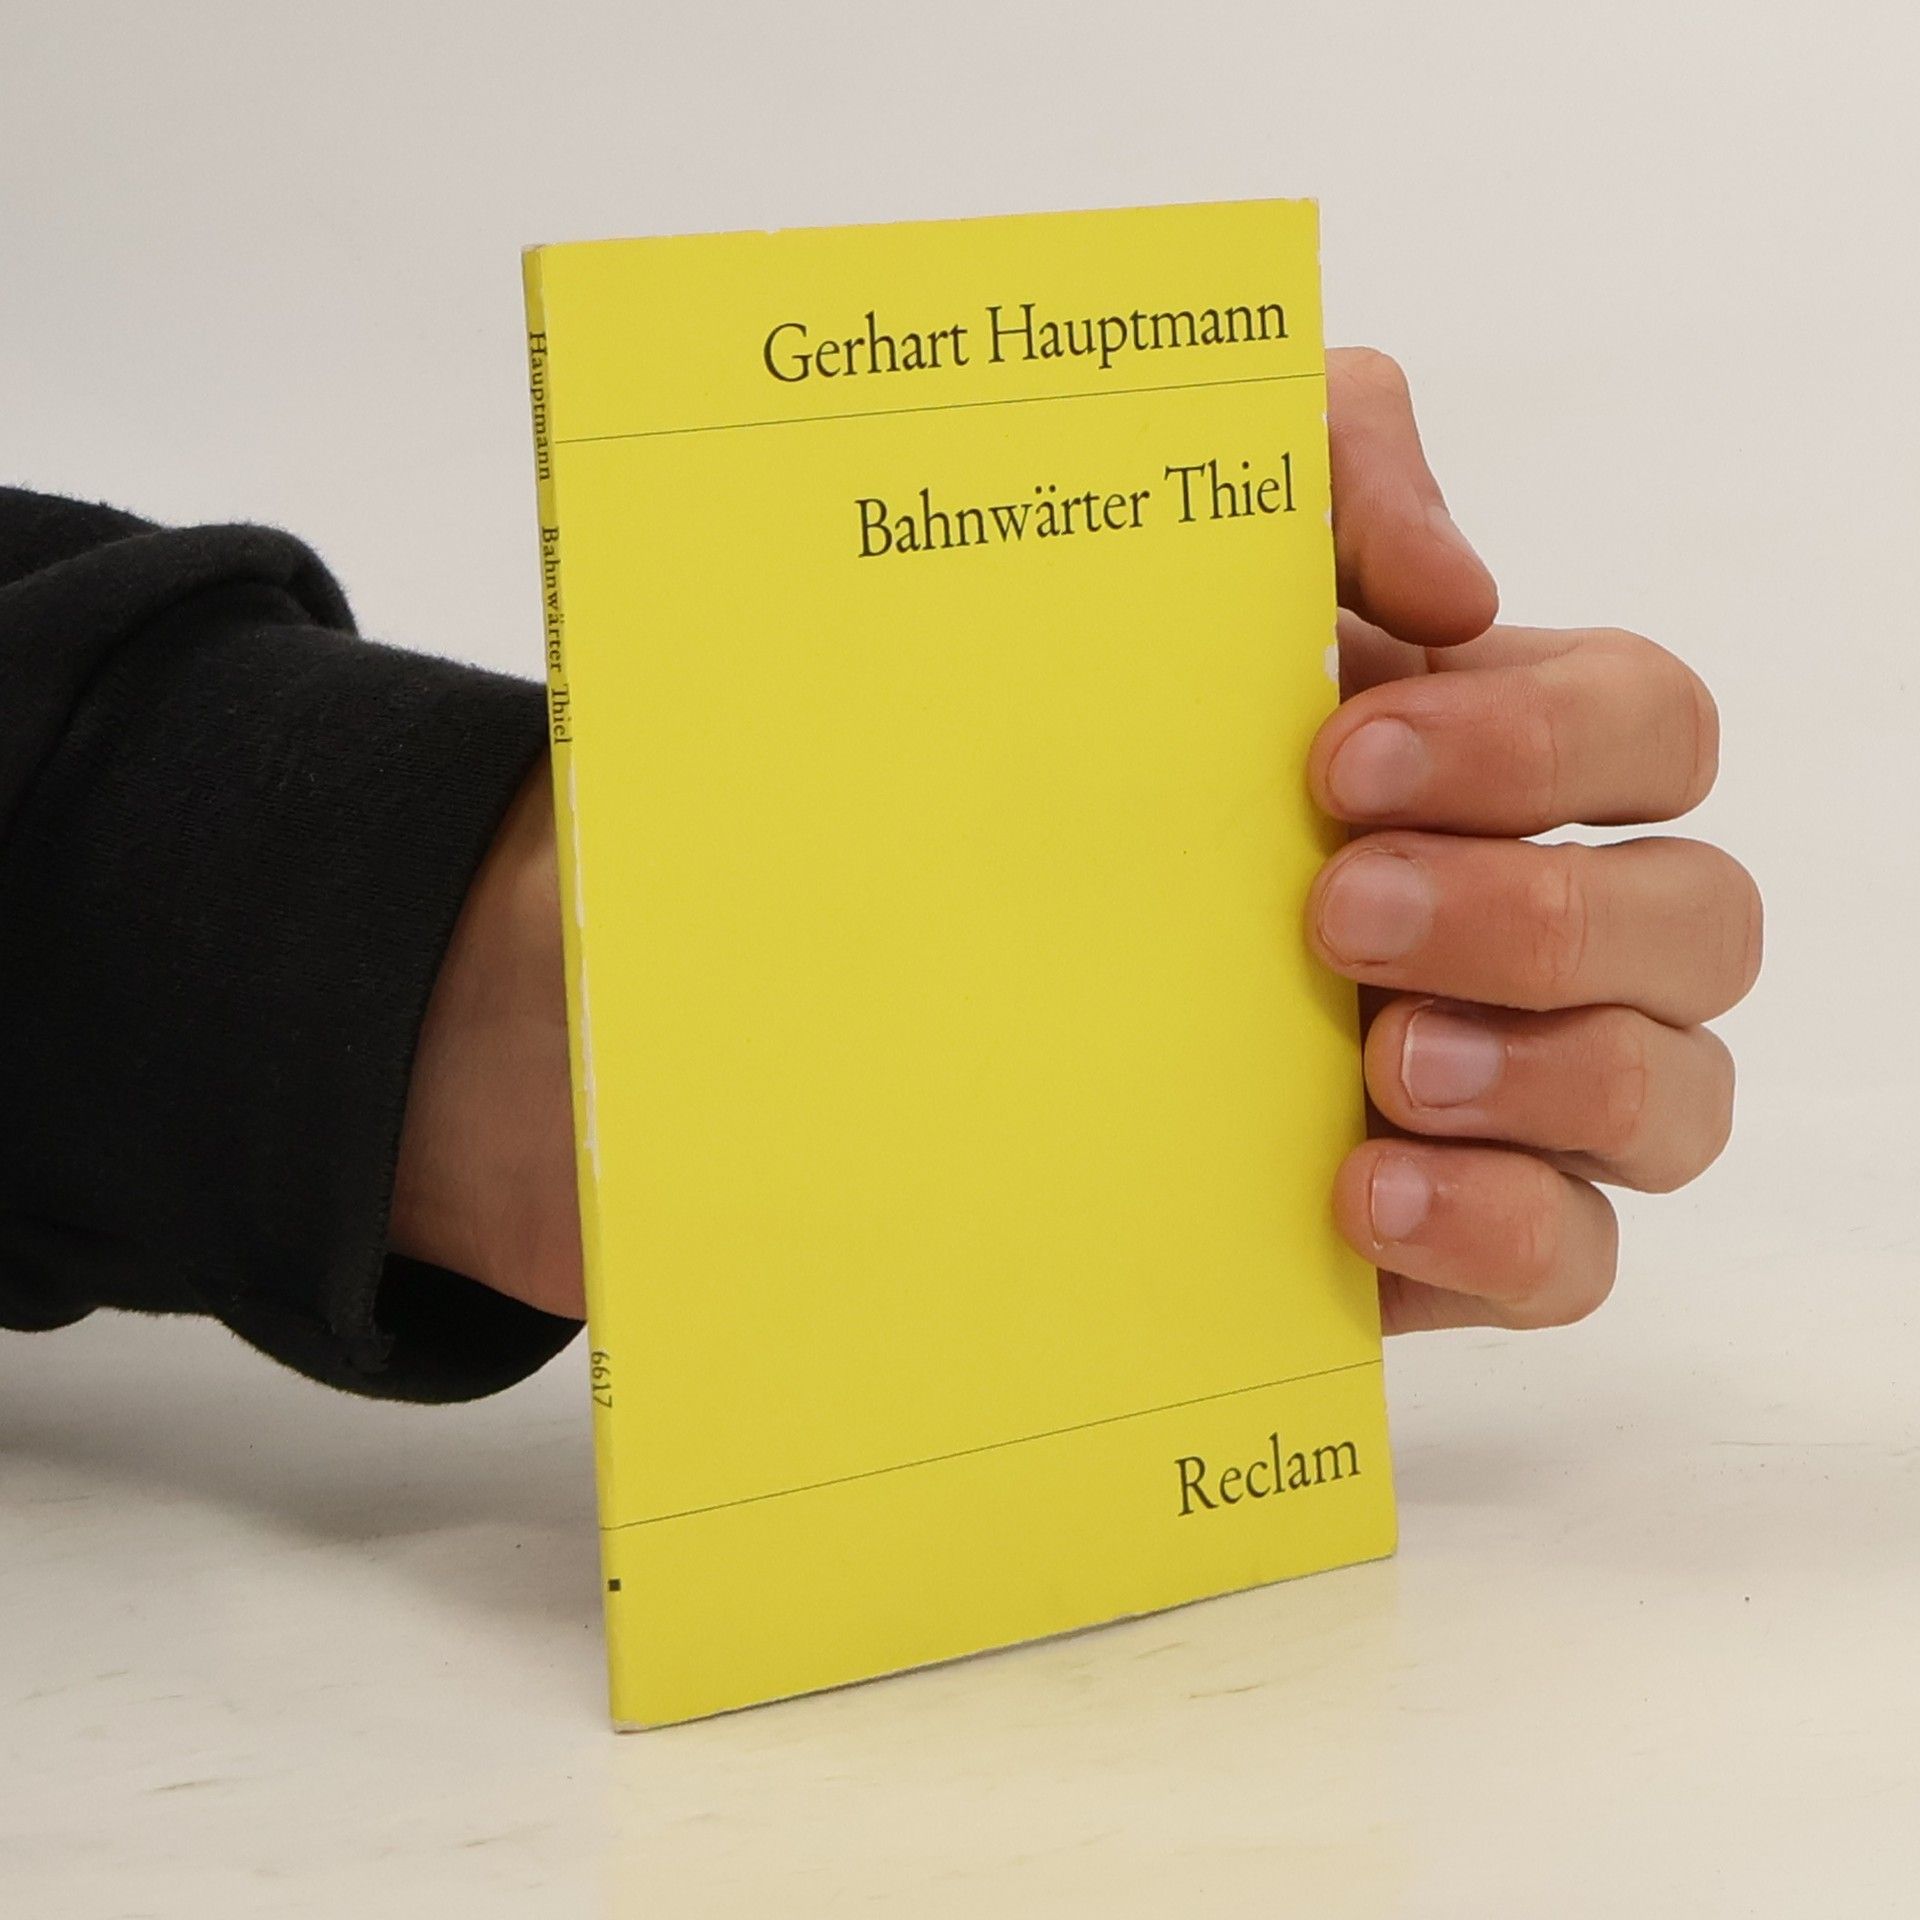 Gerhart Hauptmann
Bahnwärter Thiel
Reclam
Hauptmann Bahnwärter Thiel 6617